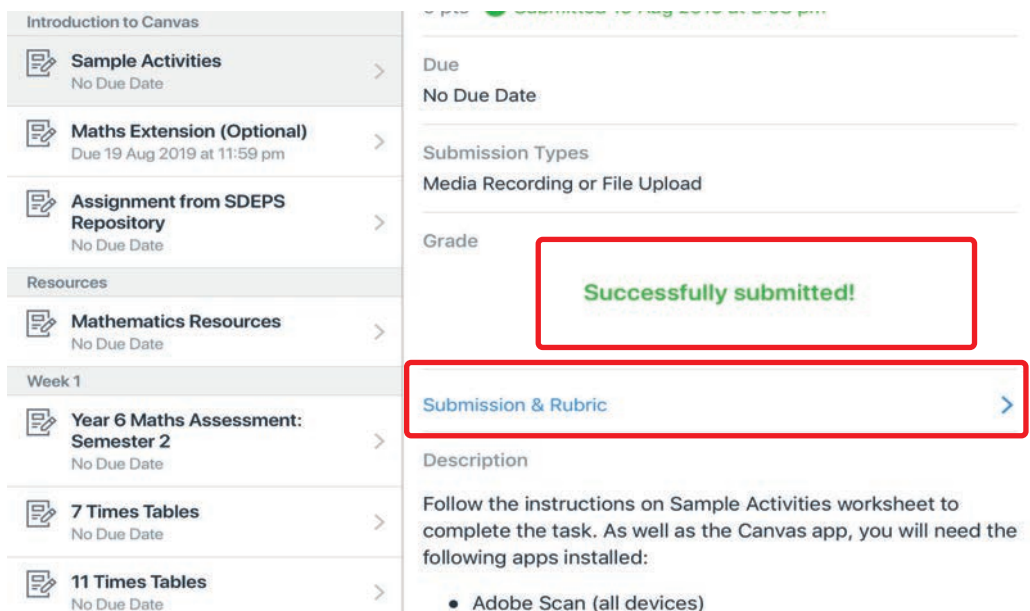 Introduction to Canvas
Sample Activities
No Due Date
Maths Extension (Optional)
Due 19 Aug 2019 at 11:59 pm
Assignment from SDEPS
Repository
No Due Date
Resources
Mathematics Resources
No Due Date
Week 1
Year 6 Maths Assessment:
Semester 2
No Due Date
7 Times Tables
No Due Date
11 Times Tables
No Due Date
Due
No Due Date
Submission Types
Media Recording or File Upload
Grade
Successfully submitted!
Submission & Rubric
Description
Follow the instructions on Sample Activities worksheet to
complete the task. As well as the Canvas app, you will need the
following apps installed:
• Adobe Scan (all devices)